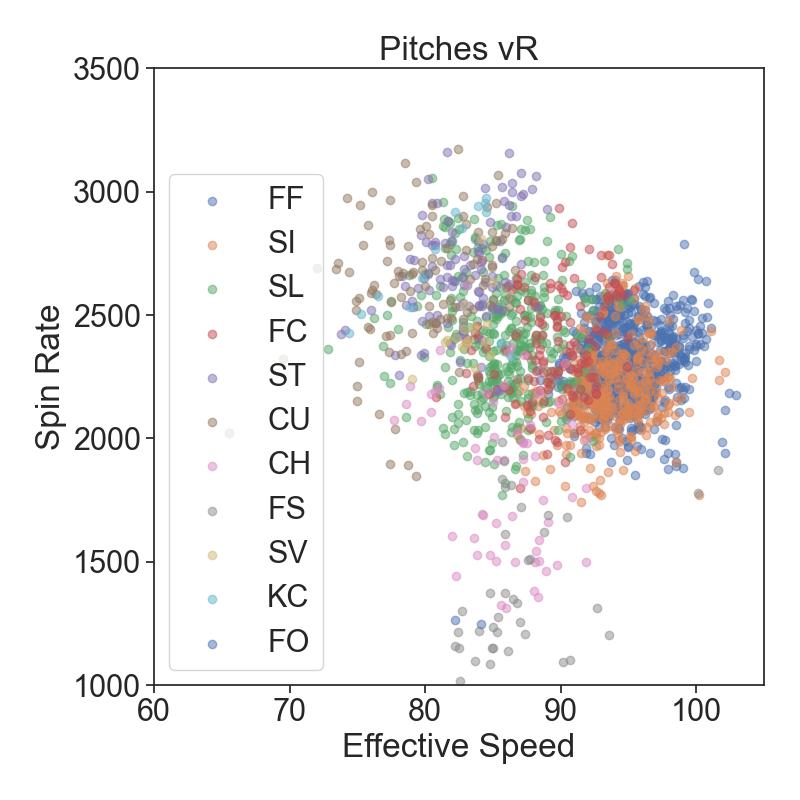 Pitches vR
3500
3000
2500
2000
1500
1000
Spin Rate
FF
SI
SL
FC
ST
CU
CH
FS
SV
KC
FO
60
70
80
90
100
Effective Speed